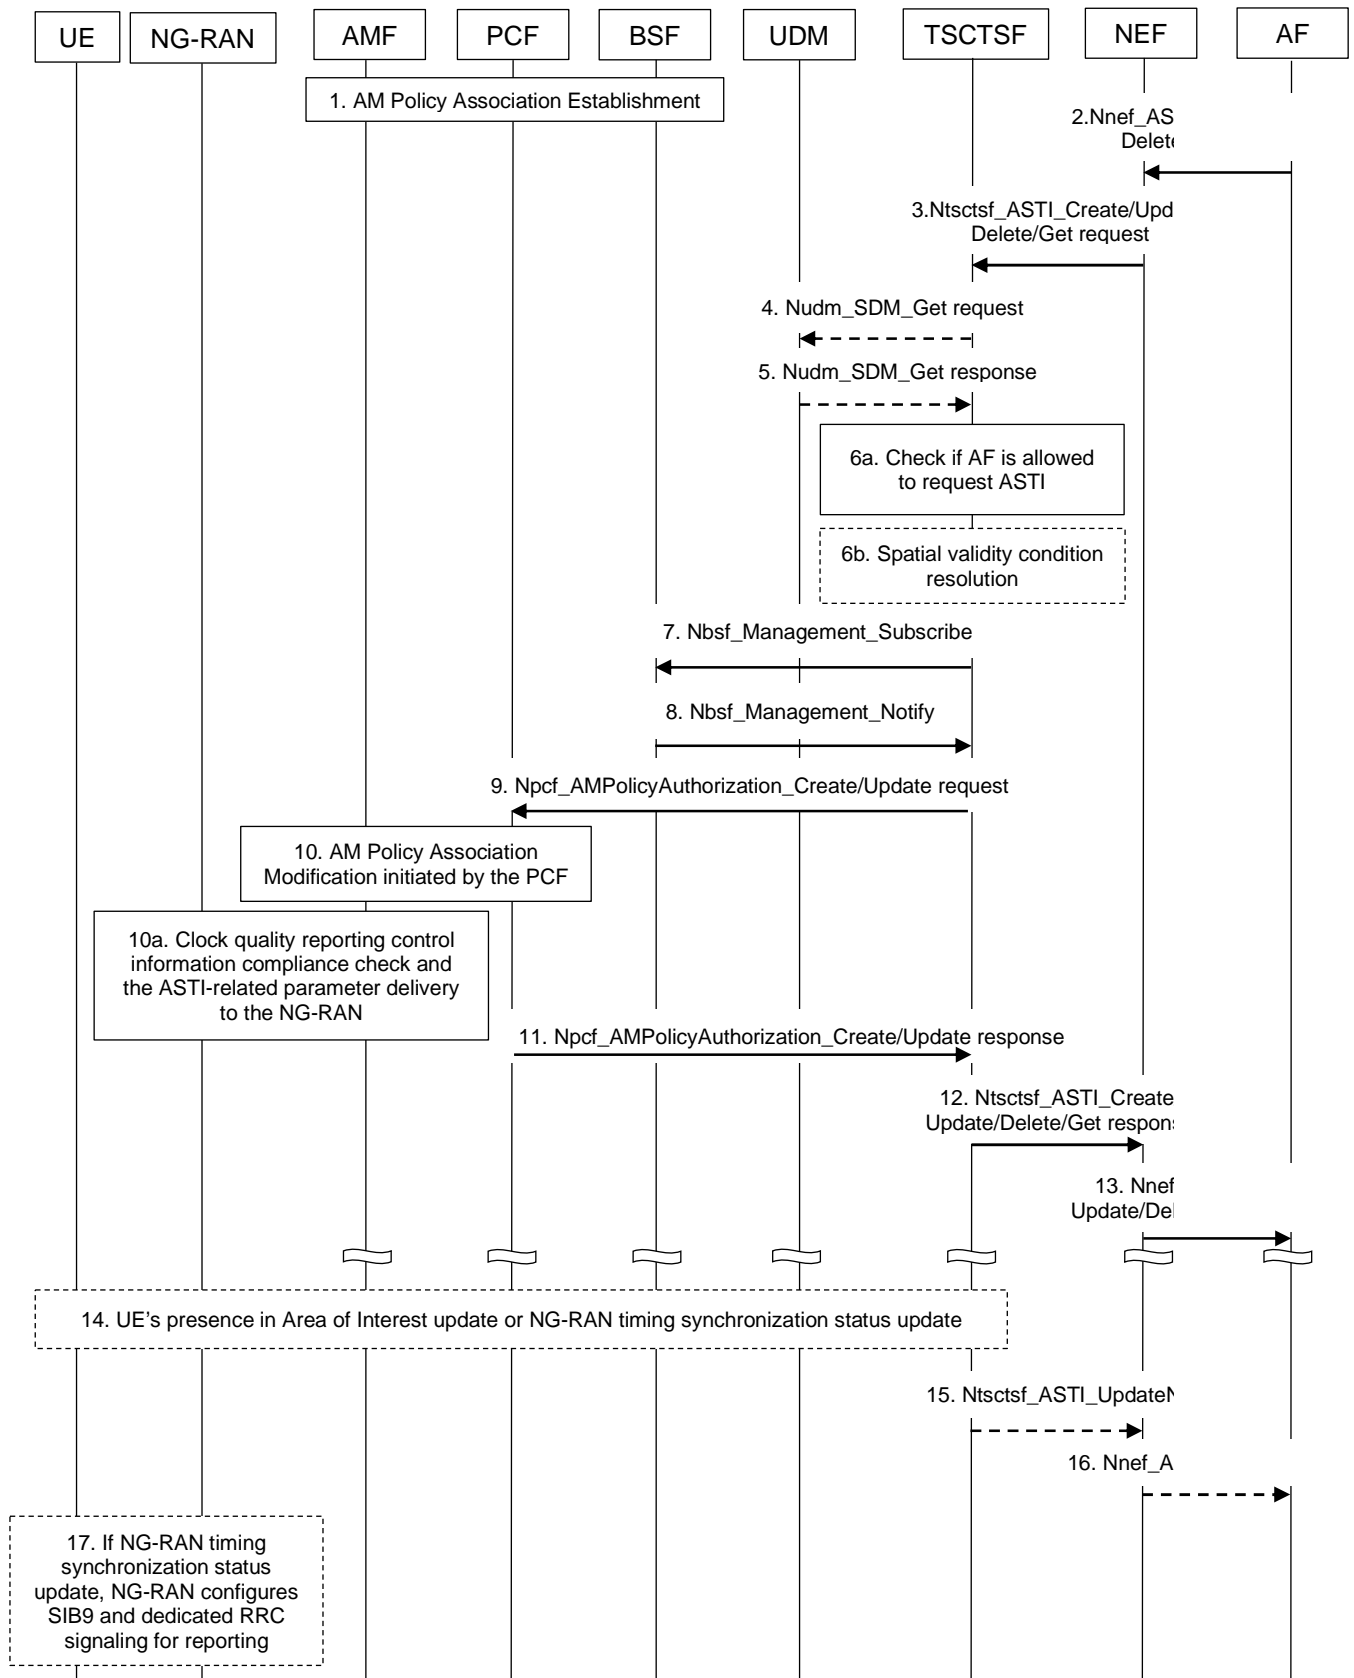 UE NG-RAN AMF PCF BSF UDM TSCTSF NEF AF
1. AM Policy Association Establishment
2.Nnef_AS
Delete
3.Ntsctsf_ASTI_Create/Upd
Delete/Get request
4. Nudm_SDM_Get request
5. Nudm_SDM_Get response
6a. Check if AF is allowed
to request ASTI
6b. Spatial validity condition
resolution
7. Nbsf_Management_Subscribe
8. Nbsf_Management_Notify
9. Npcf_AMPolicyAuthorization_Create/Update request
10. AM Policy Association
Modification initiated by the PCF
10a. Clock quality reporting control
information compliance check and
the ASTI-related parameter delivery
to the NG-RAN
11. Npcf_AMPolicyAuthorization_Create/Update response
12. Ntsctsf_ASTI_Create
Update/Delete/Get respons
13. Nnef
Update/Del
14. UE's presence in Area of Interest update or NG-RAN timing synchronization status update
15. Ntsctsf_ASTI_UpdateN
16. Nnef_A
17. If NG-RAN timing
synchronization status
update, NG-RAN configures
SIB9 and dedicated RRC
signaling for reporting